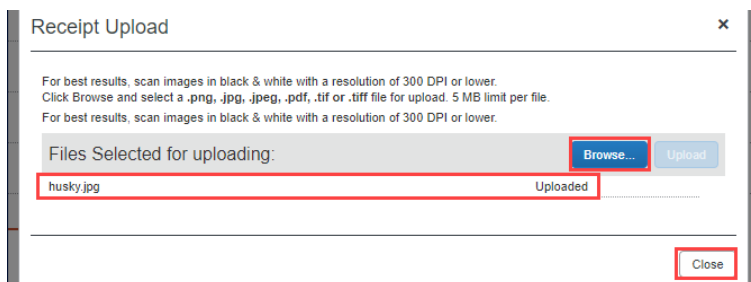 Receipt Upload ×
For best results, scan images in black & white with a resolution of 300 DPI or lower.
Click Browse and select a .png, .jpg, .jpeg, .pdf, .tif or .tiff file for upload. 5 MB limit per file.
For best results, scan images in black & white with a resolution of 300 DPI or lower.
Files Selected for uploading: Browse... Upload
husky.jpg Uploaded
Close